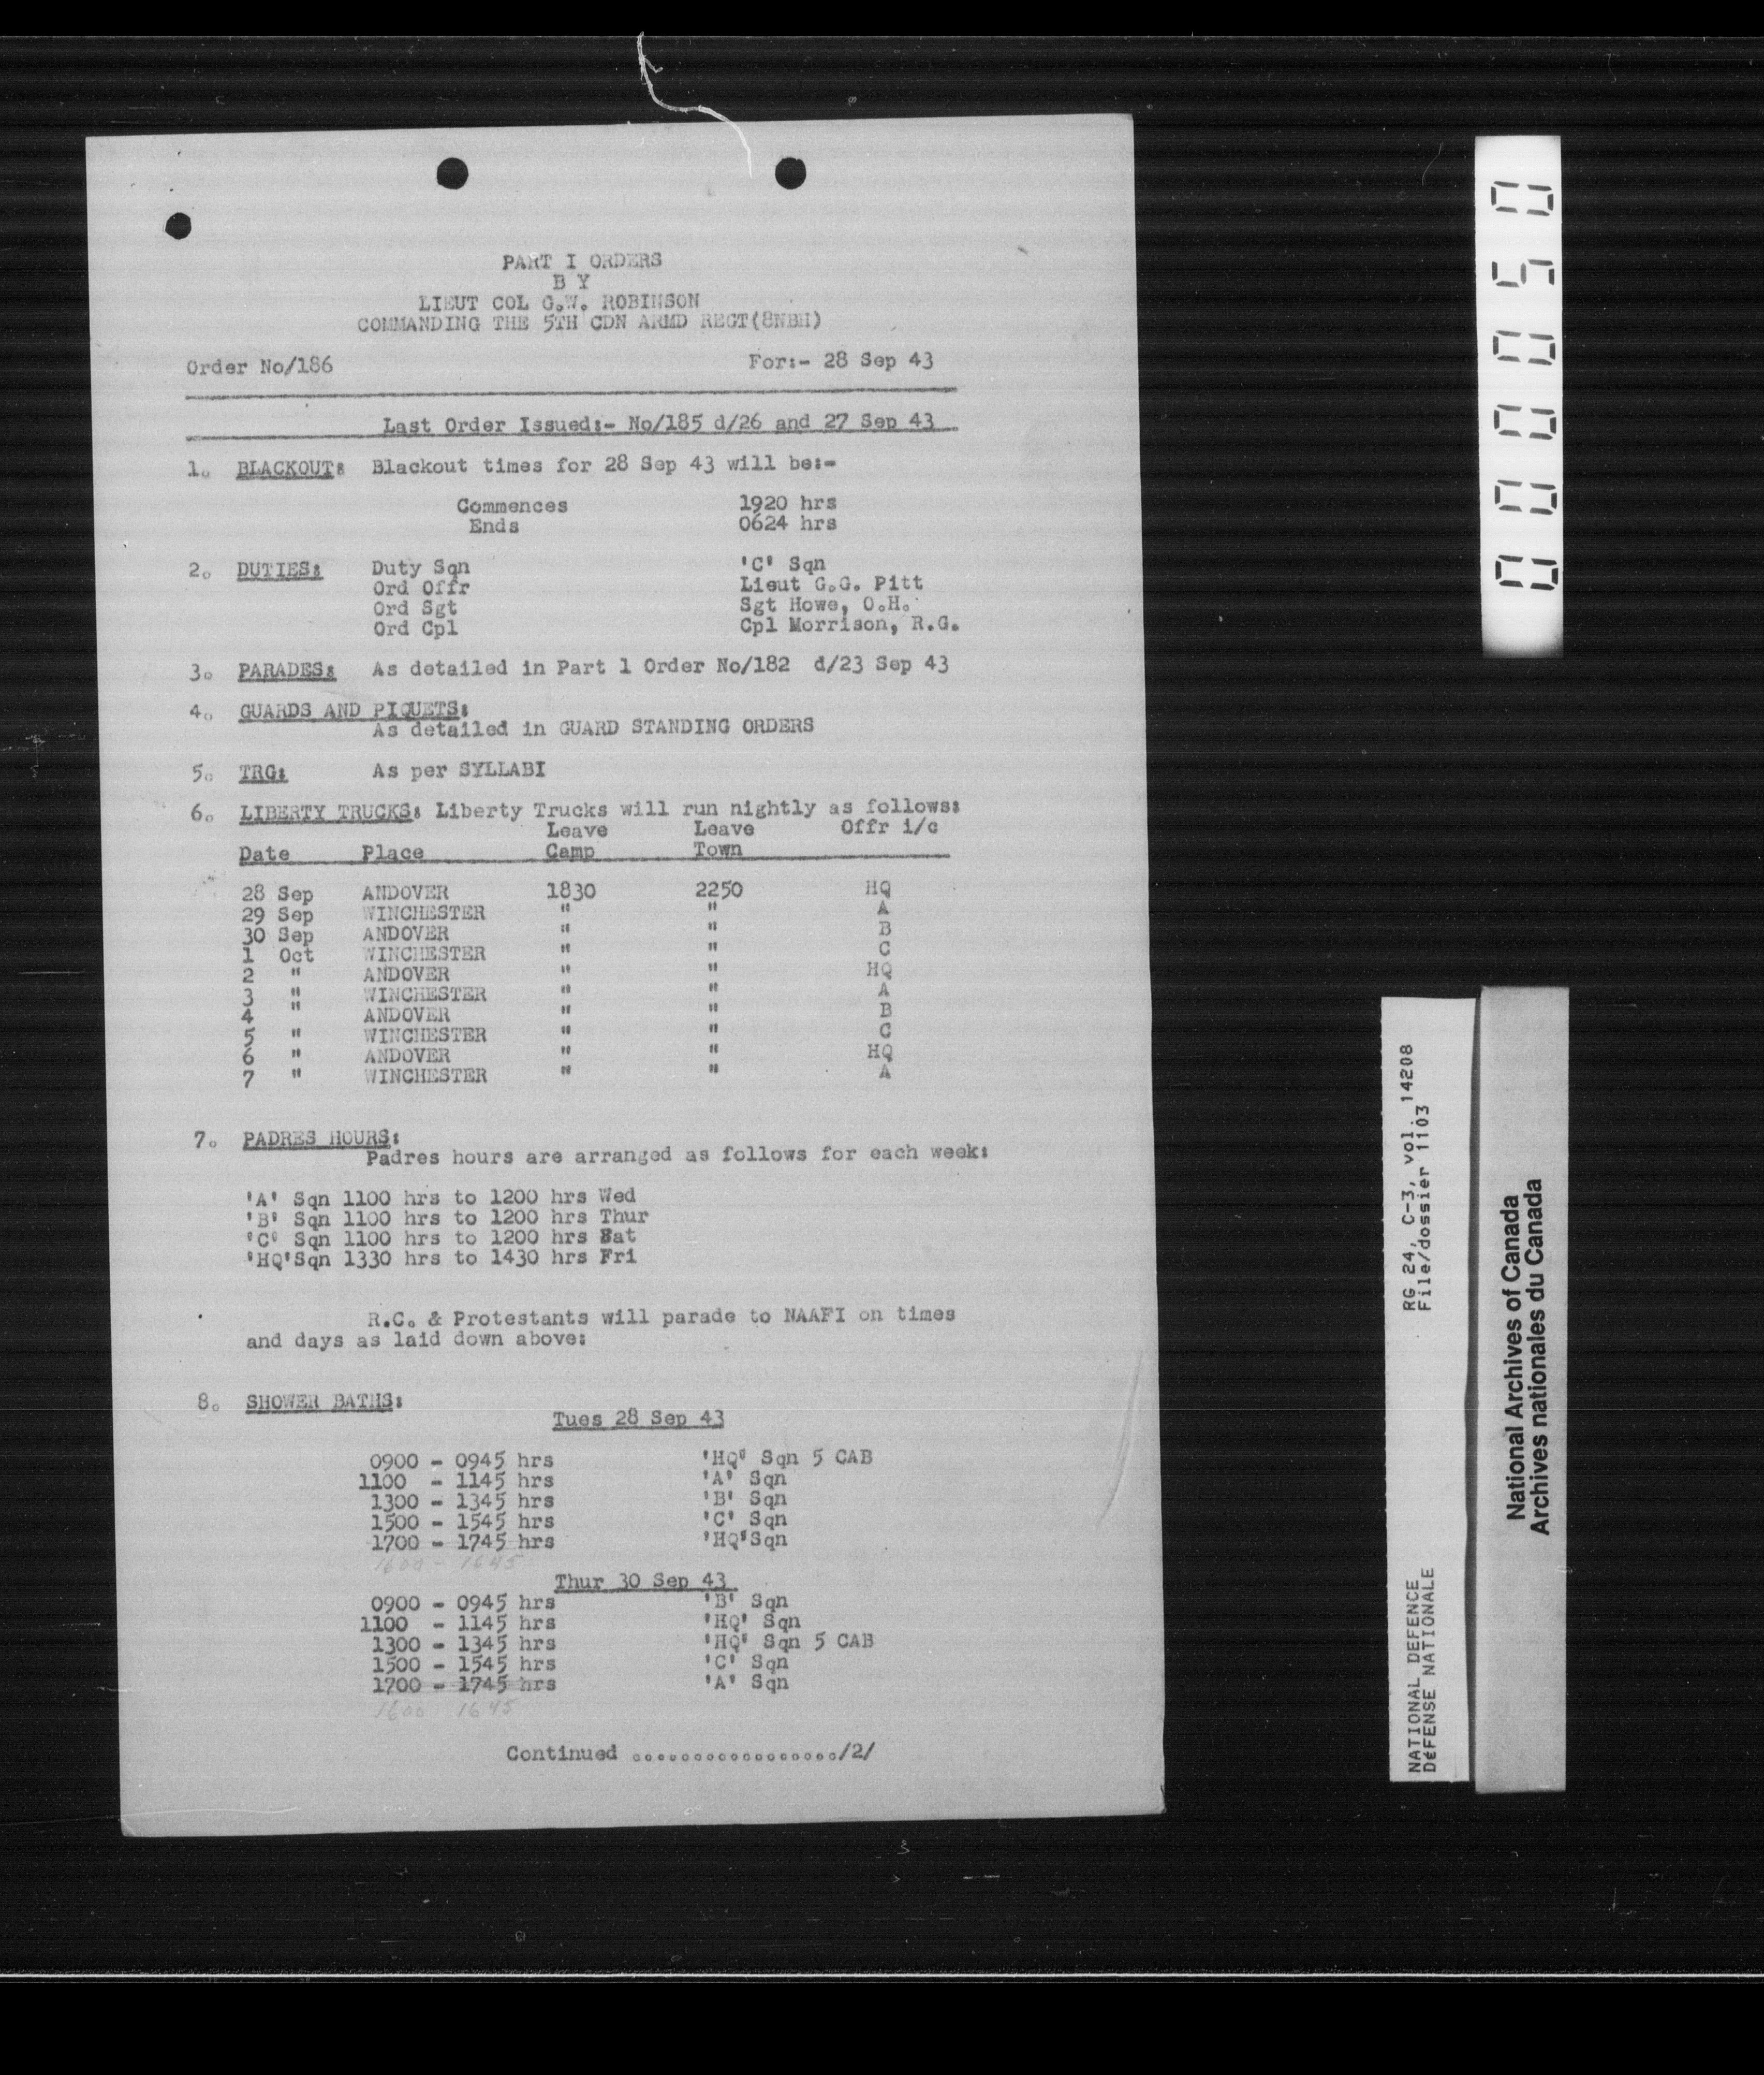 PART I ORDERS
B Y
LIEUT COL G.W. ROBINSON
COMMANDING THE 5TH CDN ARMD REGT(8NBH)
Order No/186 For:- 28 Sep 43
Last Order Issued:- No/185 d/26 and 27 Sep 43
1. BLACKOUT: Blackout times for 28 Sep 43 will be:-
Commences 1920 hrs
Ends 0624 hrs
2. DUTIES: Duty Sqn 'C' Sqn
Ord Offr Lieut G.G. Pitt
Ord Sgt Sgt Howe, O.H.
Ord Cpl Cpl Morrison, R.G.
3. PARADES: As detailed in Part 1 Order No/182 d/23 Sep 43
4. GUARDS AND PIQUETS:
As detailed in GUARD STANDING ORDERS
5. TRG: As per SYLLABI
6. LIBERTY TRUCKS: Liberty Trucks will run nightly as follows:
Leave Leave Offr i/c
Date Place Camp Town
28 Sep ANDOVER 1830 2250 HQ
29 Sep WINCHESTER " " A
30 Sep ANDOVER " " B
1 Oct WINCHESTER " " C
2 " ANDOVER " " HQ
3 " WINCHESTER " " A
4 " ANDOVER " " B
5 " WINCHESTER " " C
6 " ANDOVER " " HQ
7 " WINCHESTER " " A
7. PADRES HOURS:
Padres hours are arranged as follows for each week:
'A' Sqn 1100 hrs to 1200 hrs Wed
'B' Sqn 1100 hrs to 1200 hrs Thur
'C' Sqn 1100 hrs to 1200 hrs Sat
'HQ'Sqn 1330 hrs to 1430 hrs Fri
R.C. & Protestants will parade to NAAFI on times
and days as laid down above:
8. SHOWER BATHS:
Tues 28 Sep 43
0900 - 0945 hrs 'HQ' Sqn 5 CAB
1100 - 1145 hrs 'A' Sqn
1300 - 1345 hrs 'B' Sqn
1500 - 1545 hrs 'C' Sqn
1700 - 1745 hrs 'HQ'Sqn
1600 - 1645
Thur 30 Sep 43
0900 - 0945 hrs 'B' Sqn
1100 - 1145 hrs 'HQ' Sqn
1300 - 1345 hrs 'HQ' Sqn 5 CAB
1500 - 1545 hrs 'C' Sqn
1700 - 1745 hrs 'A' Sqn
1600 1645
Continued ................./2/
000050
NATIONAL DEFENCE RG 24, C-3, vol. 14208
DéFENSE NATIONALE File/dossier 1103
National Archives of Canada
Archives nationales du Canada